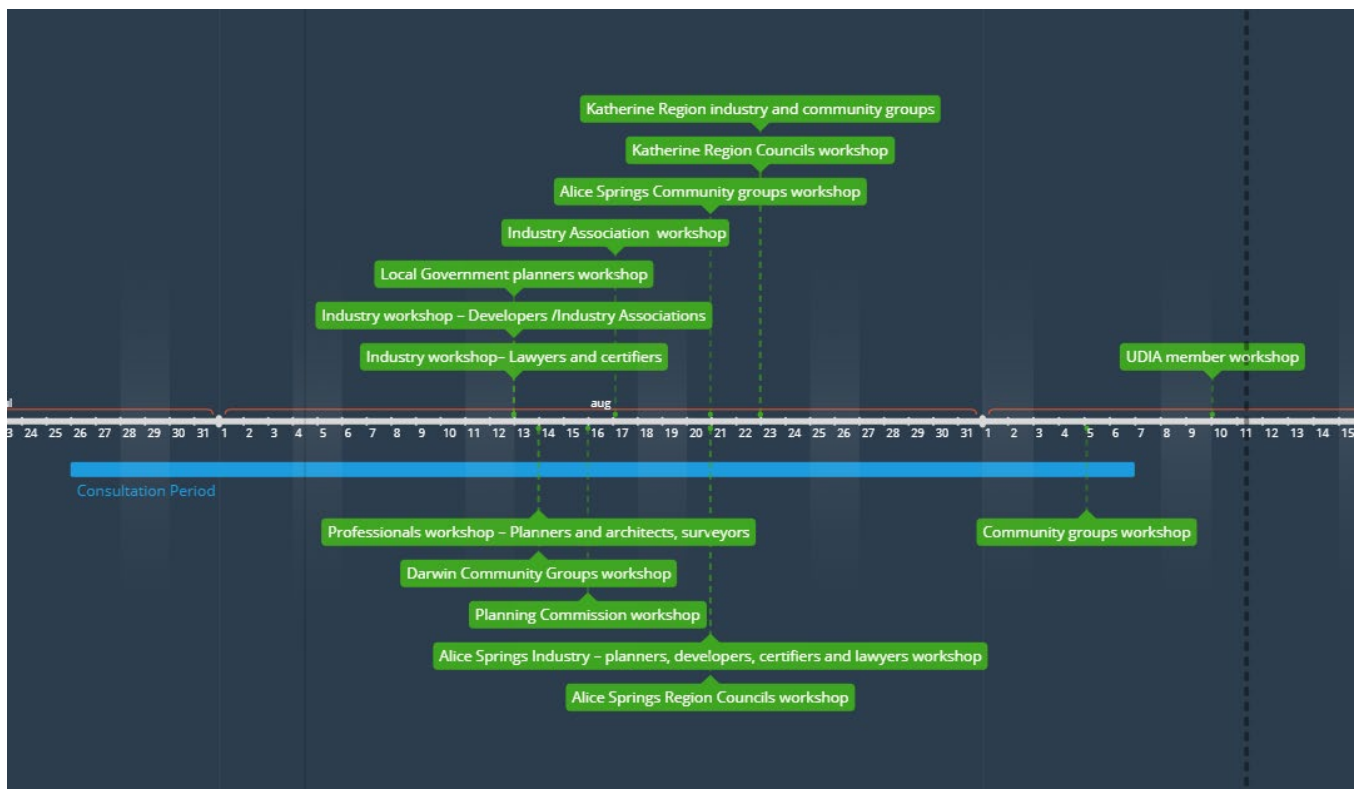 Katherine Region industry and community groups
Katherine Region Councils workshop
Alice Springs Community groups workshop
Industry Association  workshop
Local Government planners workshop
Industry workshop – Developers /Industry Associations
Industry workshop– Lawyers and certifiers
UDIA member workshop
l aug
3 24 25 26 27 28 29 30 31 1 2 3 4 5 6 7 8 9 10 11 12 13 14 15 16 17 18 19 20 21 22 23 24 25 26 27 28 29 30 31 1 2 3 4 5 6 7 8 9 10 11 12 13 14 15
Consultation Period
Professionals workshop – Planners and architects, surveyors
Community groups workshop
Darwin Community Groups workshop
Planning Commission workshop
Alice Springs Industry – planners, developers, certifiers and lawyers workshop
Alice Springs Region Councils workshop